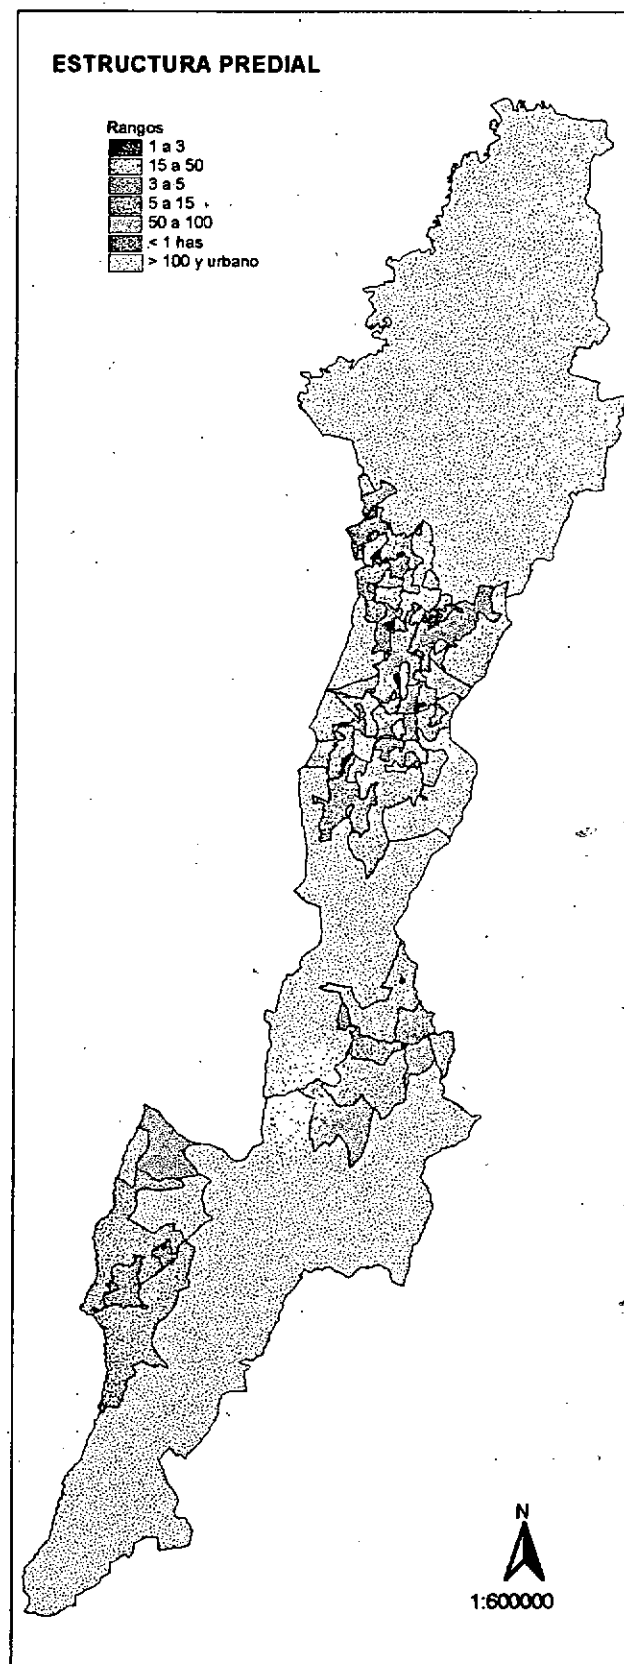 ESTRUCTURA PREDIAL
Rangos
1 a 3
15 a 50
3 a 5
5 a 15
50 a 100
< 1 has
> 100 y urbano
N
1:600000